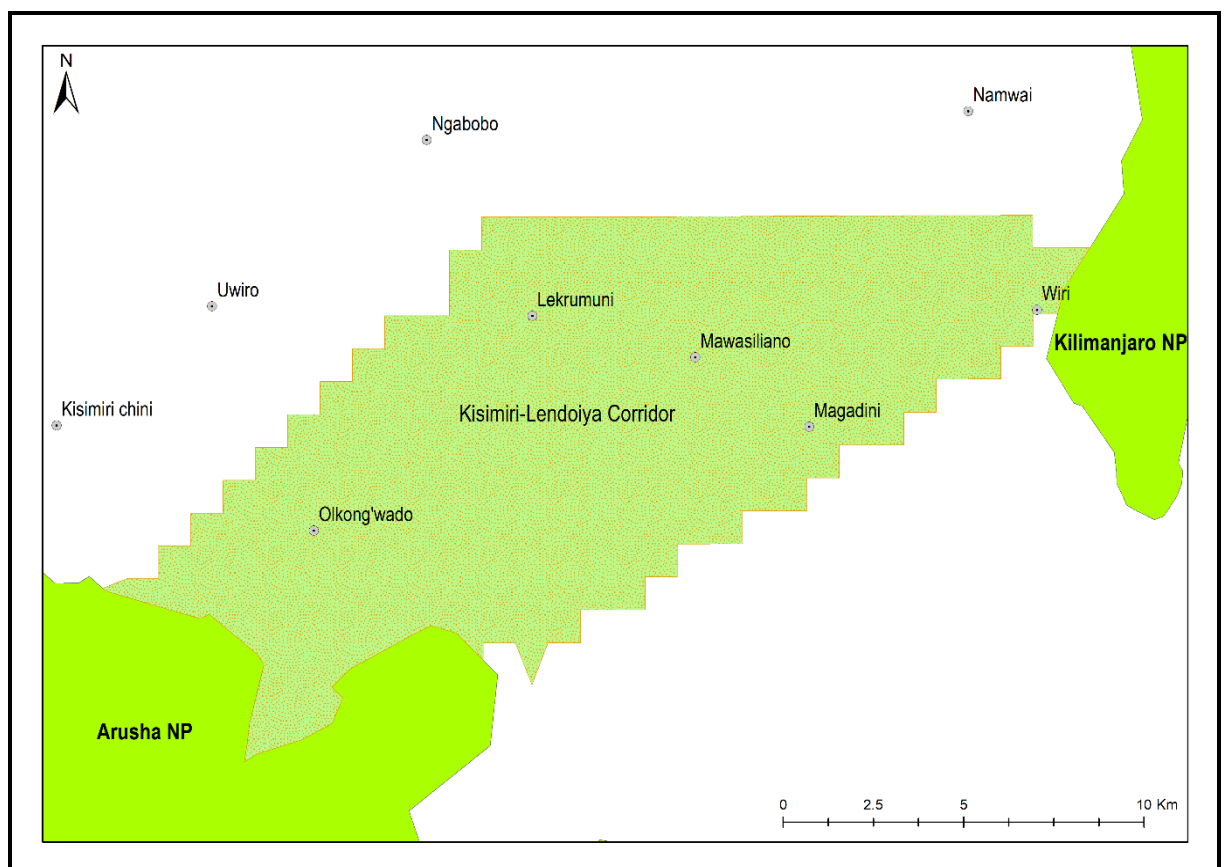 N
Namwai
Ngabobo
Uwiro
Lekrumuni
Wiri
Mawasiliano
Kilimanjaro NP
Kisimiri chini
Kisimiri-Lendoiya Corridor
Magadini
Olkong'wado
Arusha NP
0 2.5 5 10 Km